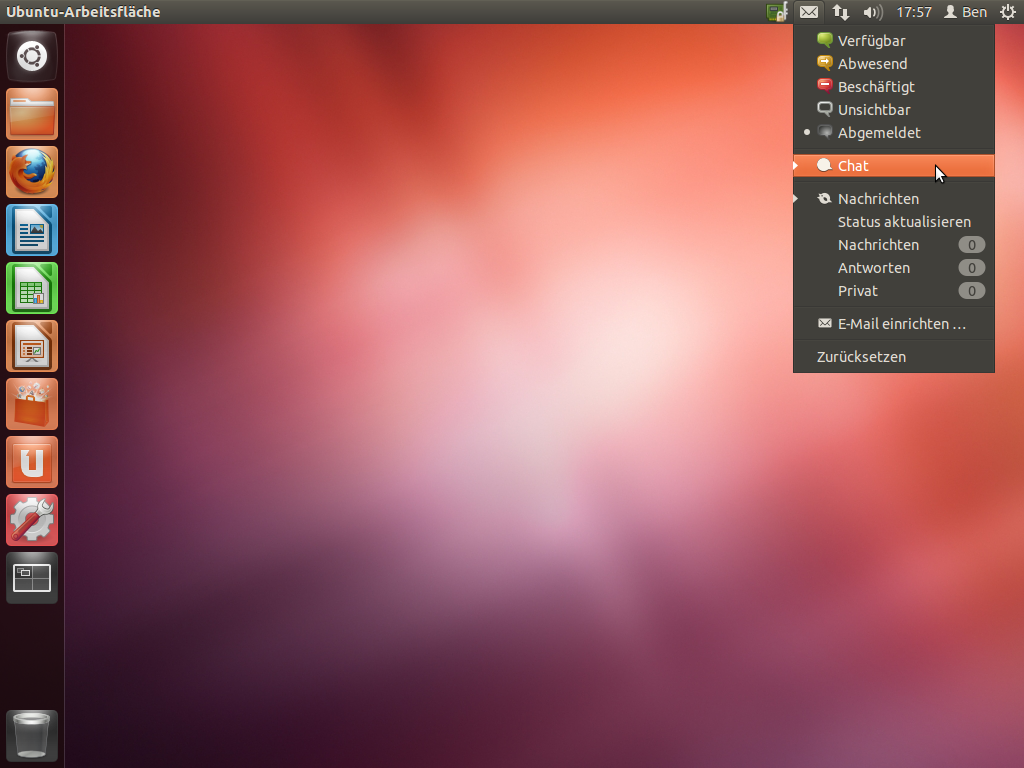 Ubuntu-Arbeitsfläche
17:57
Ben
Verfügbar
Abwesend
Beschäftigt
Unsichtbar
Abgemeldet
Chat
Nachrichten
Status aktualisieren
Nachrichten 0
Antworten 0
Privat 0
E-Mail einrichten …
Zurücksetzen